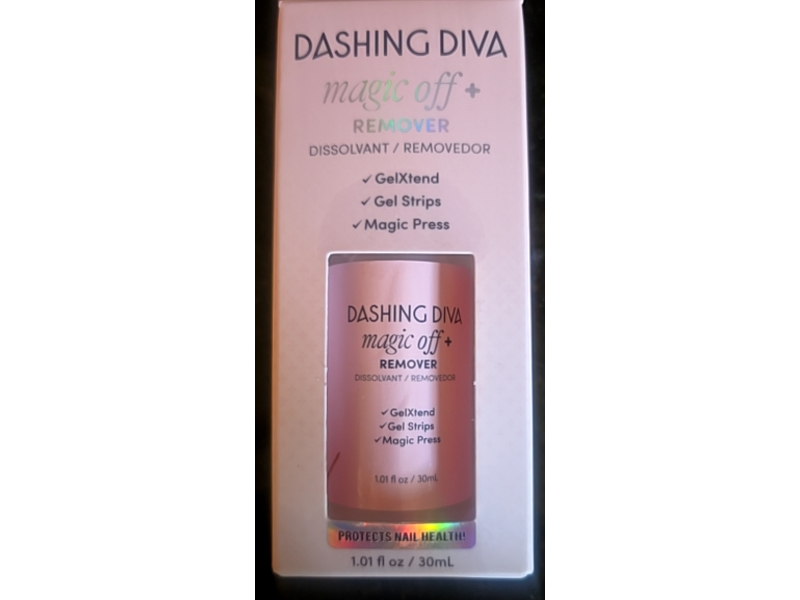 DASHING DIVA
magic off +
REMOVER
DISSOLVANT / REMOVEDOR
✓ GelXtend
✓ Gel Strips
✓ Magic Press
DASHING DIVA
magic off +
REMOVER
DISSOLVANT / REMOVEDOR
✓ GelXtend
✓ Gel Strips
✓ Magic Press
1.01 fl oz / 30mL
PROTECTS NAIL HEALTH!
1.01 fl oz / 30mL